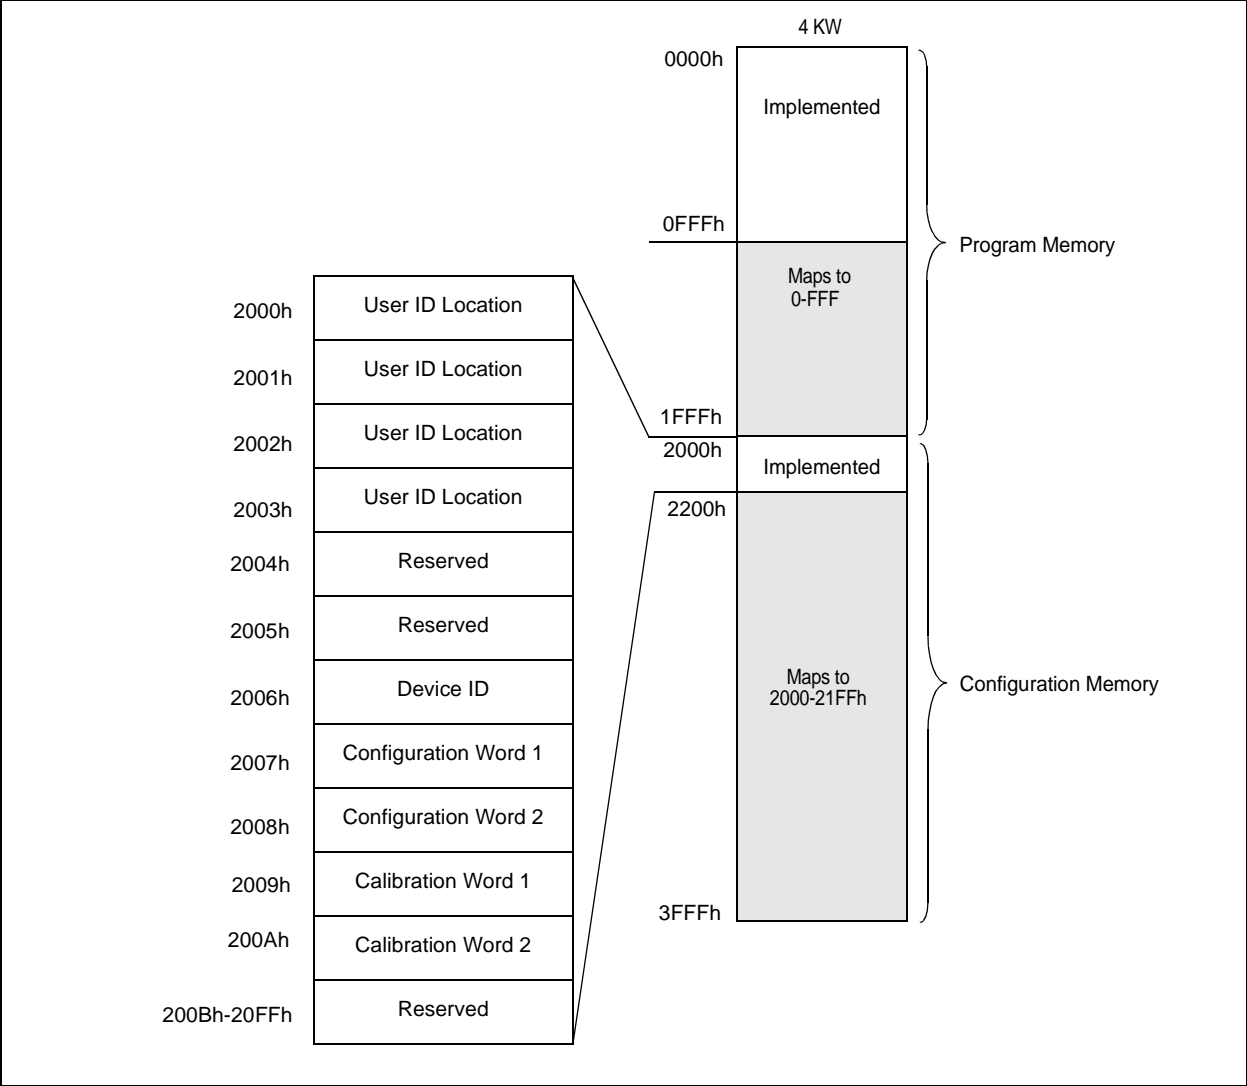 4 KW
0000h
Implemented
0FFFh
Program Memory
Maps to
0-FFF
1FFFh
2000h
Implemented
2200h
Maps to
2000-21FFh
Configuration Memory
3FFFh
2000h User ID Location
2001h User ID Location
2002h User ID Location
2003h User ID Location
2004h Reserved
2005h Reserved
2006h Device ID
2007h Configuration Word 1
2008h Configuration Word 2
2009h Calibration Word 1
200Ah Calibration Word 2
200Bh-20FFh Reserved